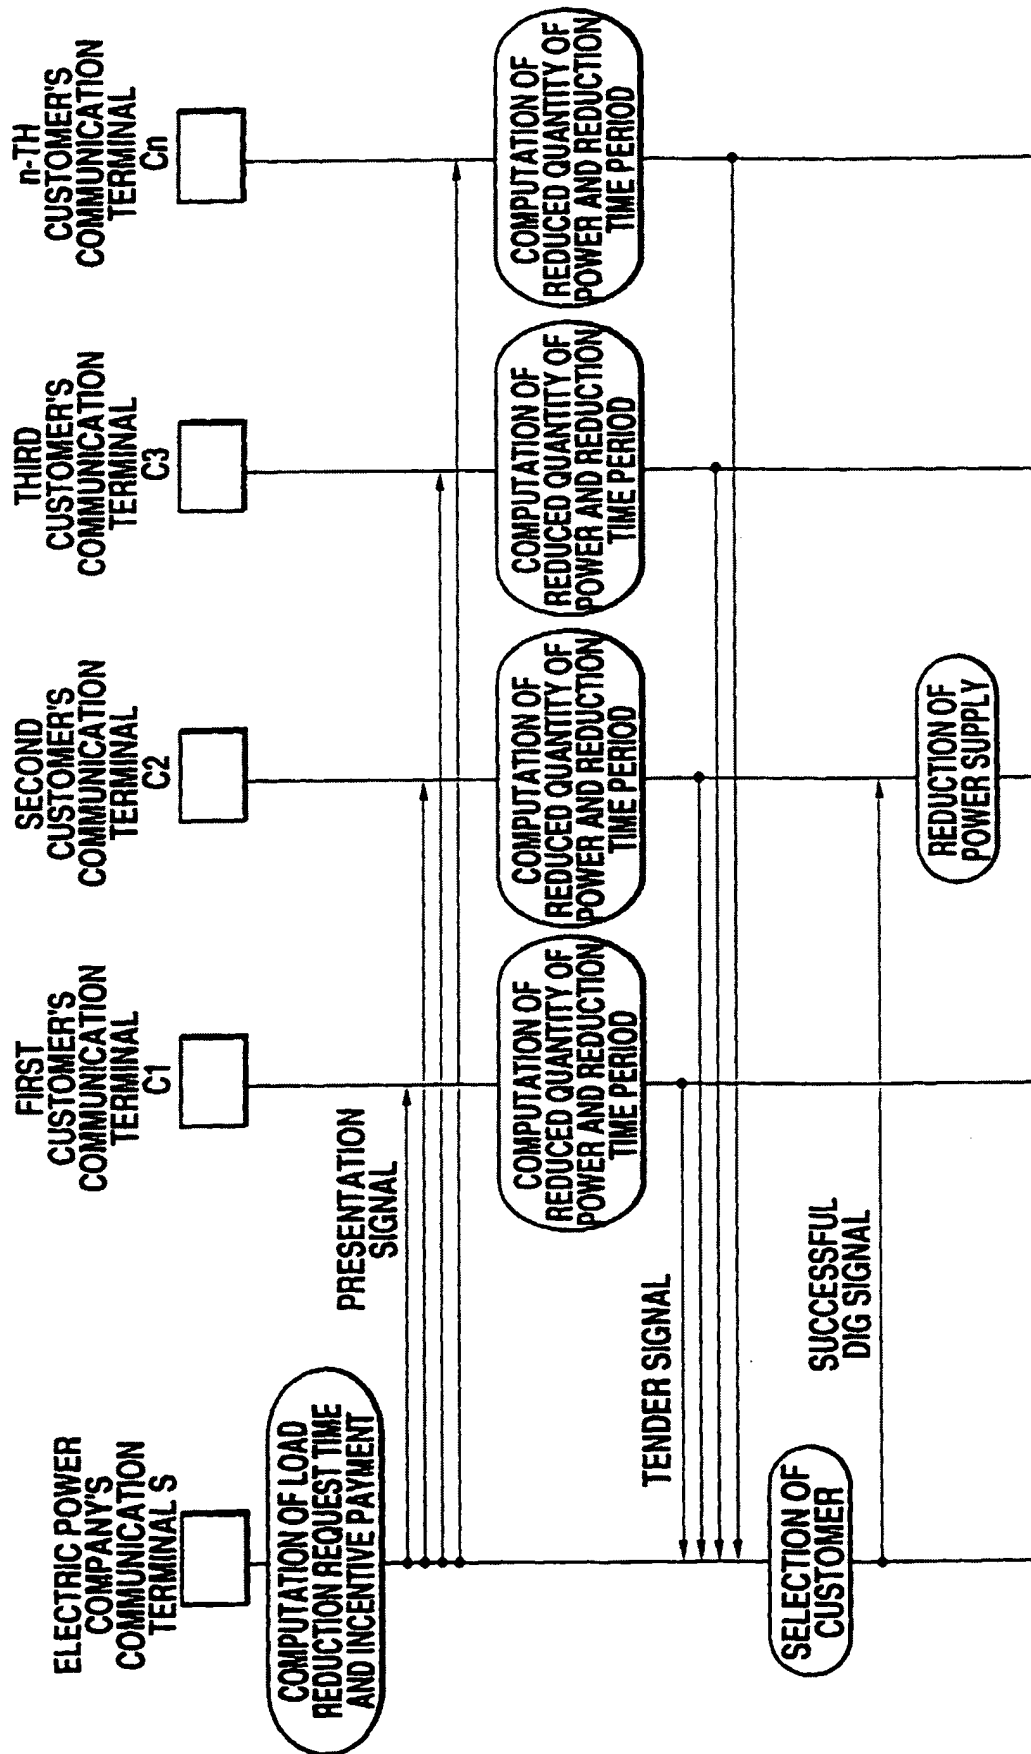 ELECTRIC POWER
COMPANY'S
COMMUNICATION
TERMINAL S
FIRST
CUSTOMER'S
COMMUNICATION
TERMINAL
C1
SECOND
CUSTOMER'S
COMMUNICATION
TERMINAL
C2
THIRD
CUSTOMER'S
COMMUNICATION
TERMINAL
C3
n-TH
CUSTOMER'S
COMMUNICATION
TERMINAL
Cn
COMPUTATION OF LOAD
REDUCTION REQUEST TIME
AND INCENTIVE PAYMENT
PRESENTATION
SIGNAL
COMPUTATION OF
REDUCED QUANTITY OF
POWER AND REDUCTION
TIME PERIOD
COMPUTATION OF
REDUCED QUANTITY OF
POWER AND REDUCTION
TIME PERIOD
COMPUTATION OF
REDUCED QUANTITY OF
POWER AND REDUCTION
TIME PERIOD
COMPUTATION OF
REDUCED QUANTITY OF
POWER AND REDUCTION
TIME PERIOD
TENDER SIGNAL
SELECTION OF
CUSTOMER
SUCCESSFUL
DIG SIGNAL
REDUCTION OF
POWER SUPPLY